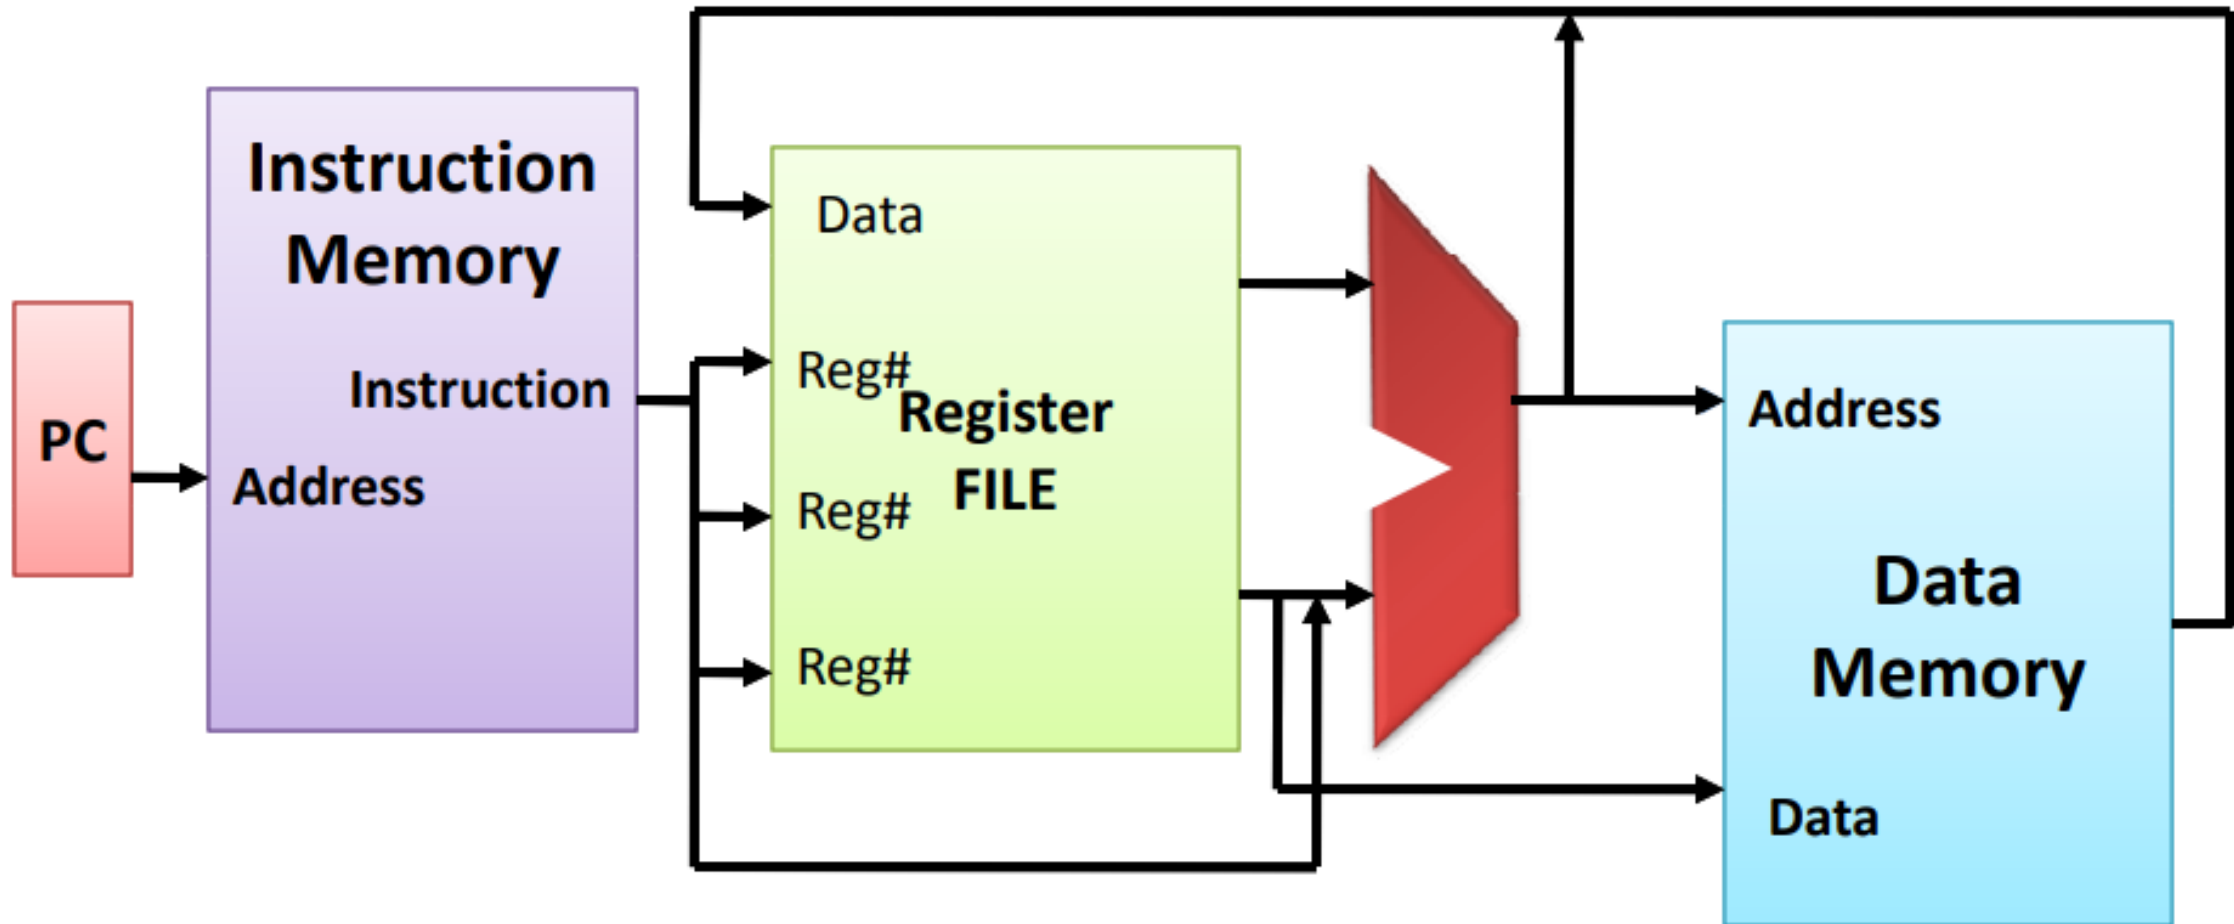 PC
Instruction
Memory
Instruction
Address
Data
Reg#
Register
FILE
Reg#
Reg#
Address
Data
Memory
Data